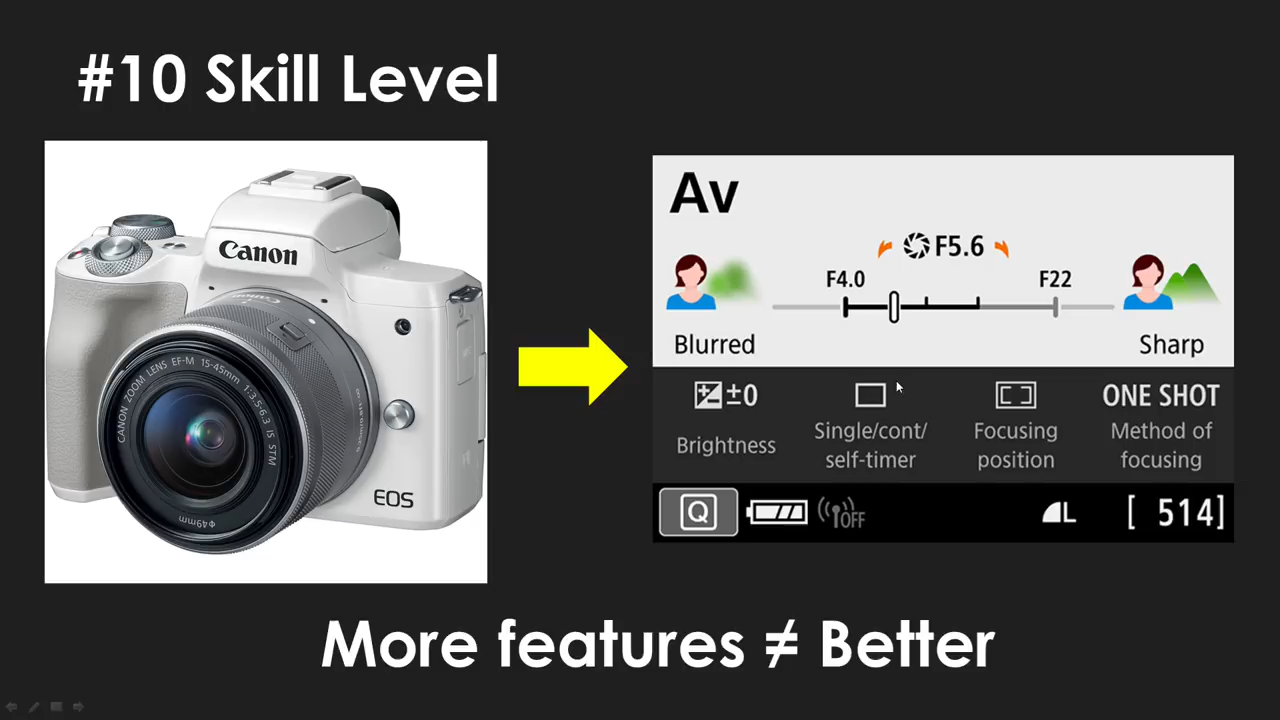 #10 Skill Level
Canon
Canon
CANON ZOOM LENS EF-M 15-45mm 1:3.5-6.3 IS STM
φ49mm
EOS
Av
F5.6
F4.0
F22
Blurred
Sharp
±0
ONE SHOT
Brightness
Single/cont/
self-timer
Focusing
position
Method of
focusing
Q
OFF
L
[ 514]
More features ≠ Better